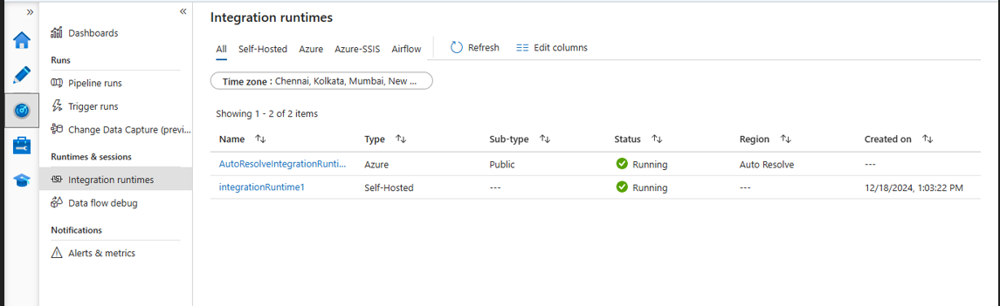 Integration runtimes
Dashboards
Runs
Pipeline runs
Trigger runs
Change Data Capture (previ...
Runtimes & sessions
Integration runtimes
Data flow debug
Notifications
Alerts & metrics
All Self-Hosted Azure Azure-SSIS Airflow Refresh Edit columns
Time zone : Chennai, Kolkata, Mumbai, New ...
Showing 1 - 2 of 2 items
Name Type Sub-type Status Region Created on
AutoResolveIntegrationRunti... Azure Public Running Auto Resolve ---
integrationRuntime1 Self-Hosted --- Running --- 12/18/2024, 1:03:22 PM